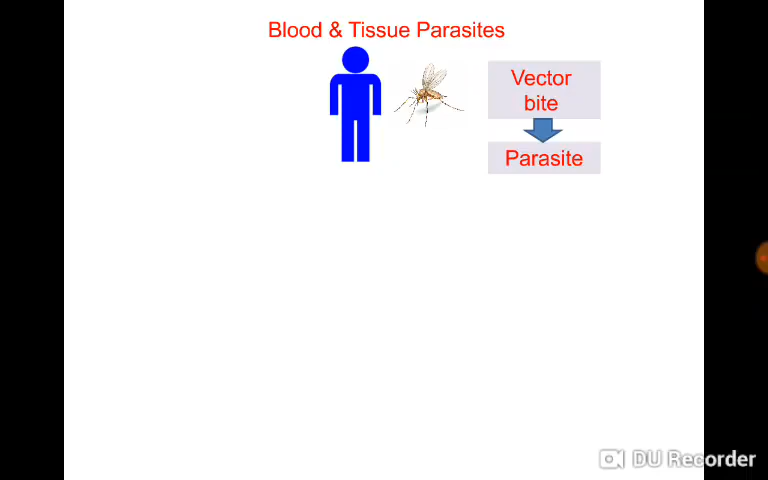 Blood & Tissue Parasites
Vector
bite
Parasite
DU Recorder